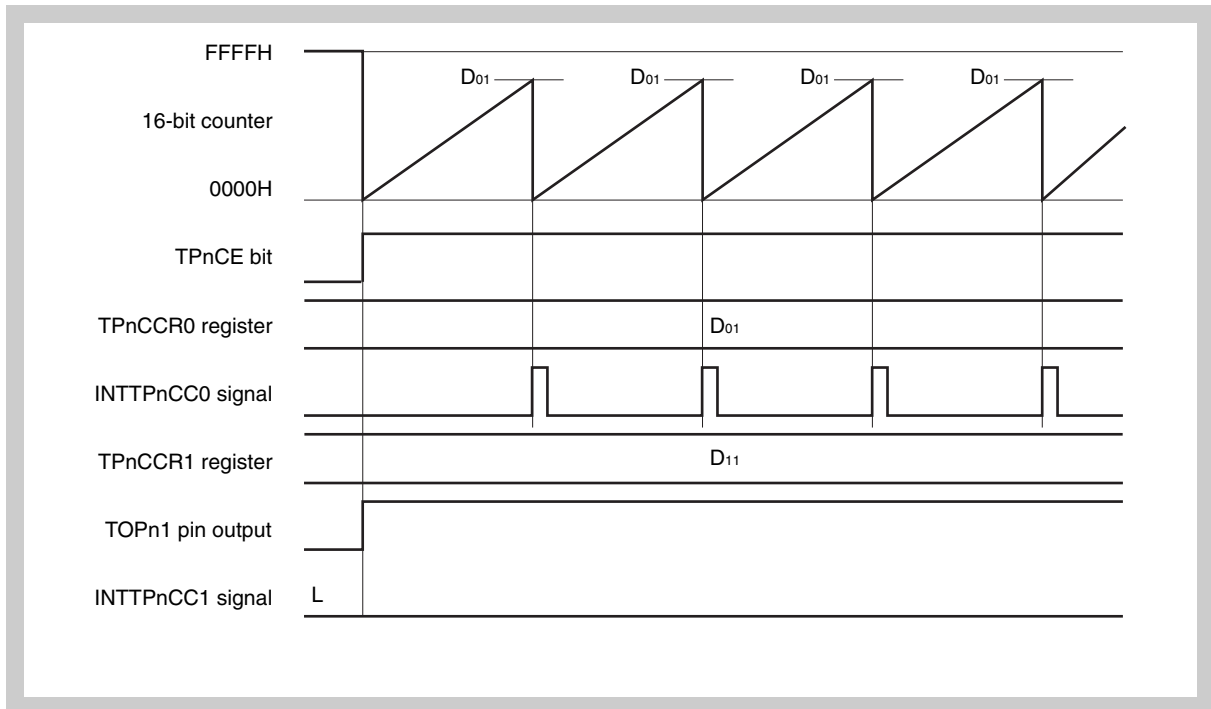 FFFFH
D01 D01 D01 D01
16-bit counter
0000H
TPnCE bit
TPnCCR0 register D01
INTTPnCC0 signal
TPnCCR1 register D11
TOPn1 pin output
INTTPnCC1 signal L